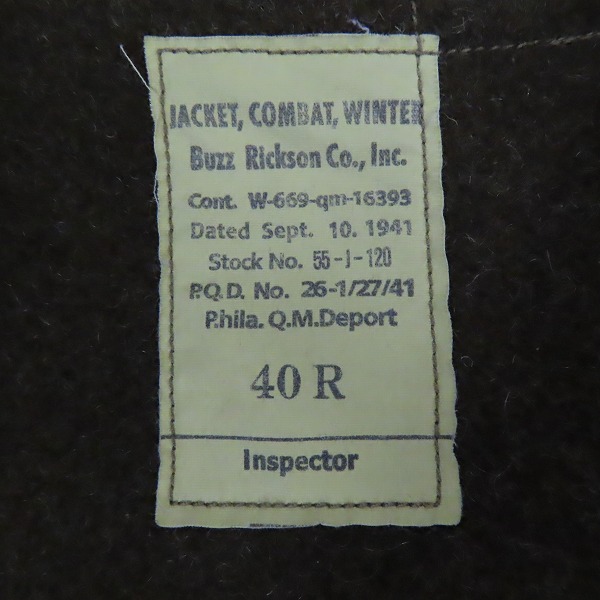 JACKET, COMBAT, WINTER
Buzz Rickson Co., Inc.
Cont. W-669-qm-16393
Dated Sept. 10. 1941
Stock No. 55-J-120
P.Q.D. No. 26-1/27/41
P.hila. Q.M.Deport
40 R
Inspector